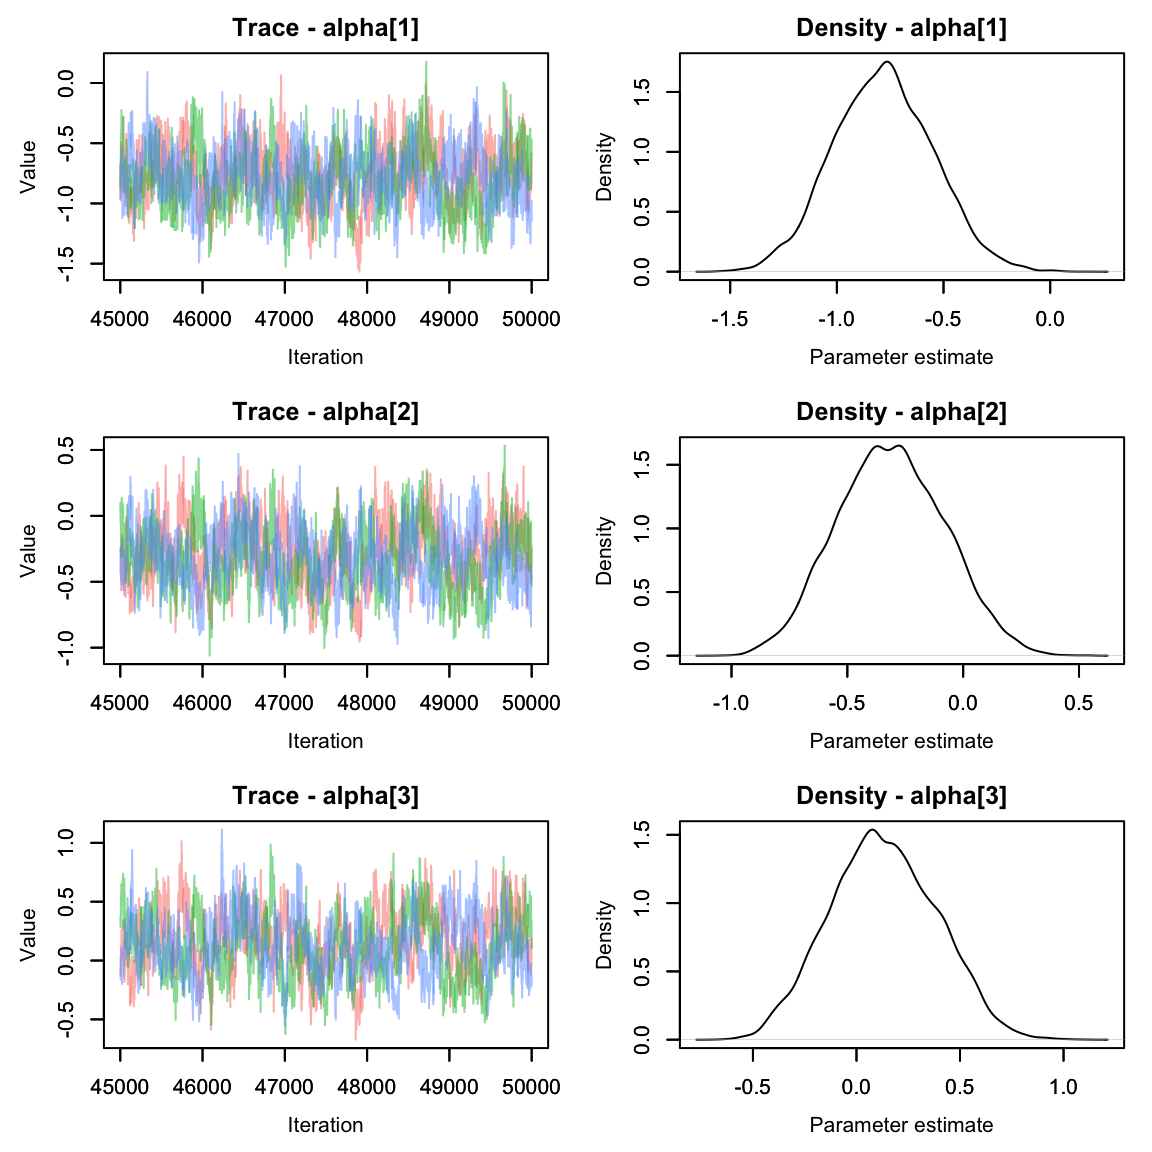 Trace - alpha[1]
Value
0.0
-0.5
-1.0
-1.5
45000 46000 47000 48000 49000 50000
Iteration
Density - alpha[1]
Density
1.5
1.0
0.5
0.0
-1.5 -1.0 -0.5 0.0
Parameter estimate
Trace - alpha[2]
Value
0.5
0.0
-0.5
-1.0
45000 46000 47000 48000 49000 50000
Iteration
Density - alpha[2]
Density
1.5
1.0
0.5
0.0
-1.0 -0.5 0.0 0.5
Parameter estimate
Trace - alpha[3]
Value
1.0
0.5
0.0
-0.5
45000 46000 47000 48000 49000 50000
Iteration
Density - alpha[3]
Density
1.5
1.0
0.5
0.0
-0.5 0.0 0.5 1.0
Parameter estimate